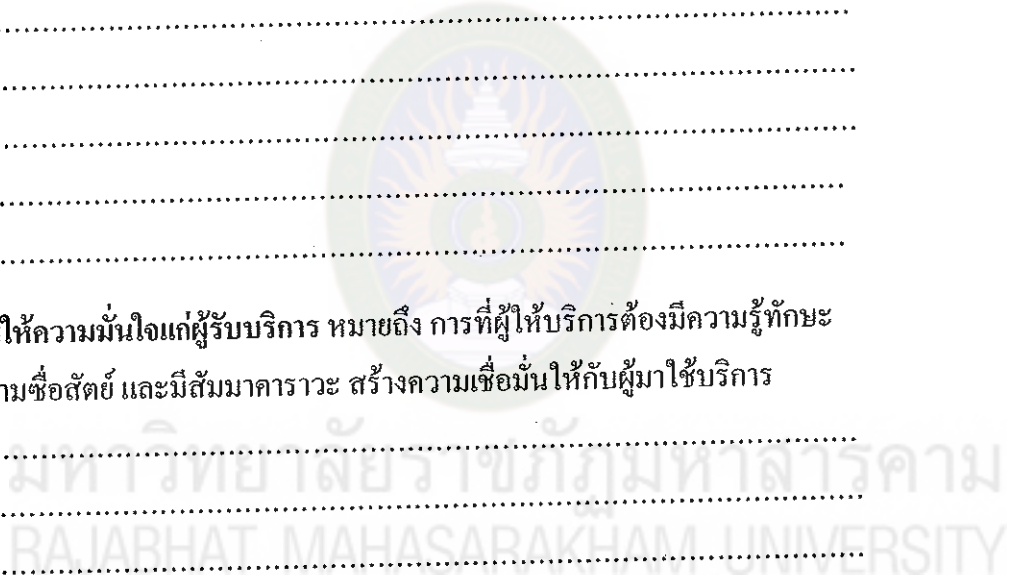 ให้ความมั่นใจแก่ผู้รับบริการ หมายถึง การที่ผู้ให้บริการต้องมีความรู้ทักษะ
ามซื่อสัตย์ และมีสัมมาคาราวะ สร้างความเชื่อมั่นให้กับผู้มาใช้บริการ
มหาวิทยาลัยราชภัฏมหาสารคาม
RAJABHAT MAHASARAKHAM UNIVERSITY